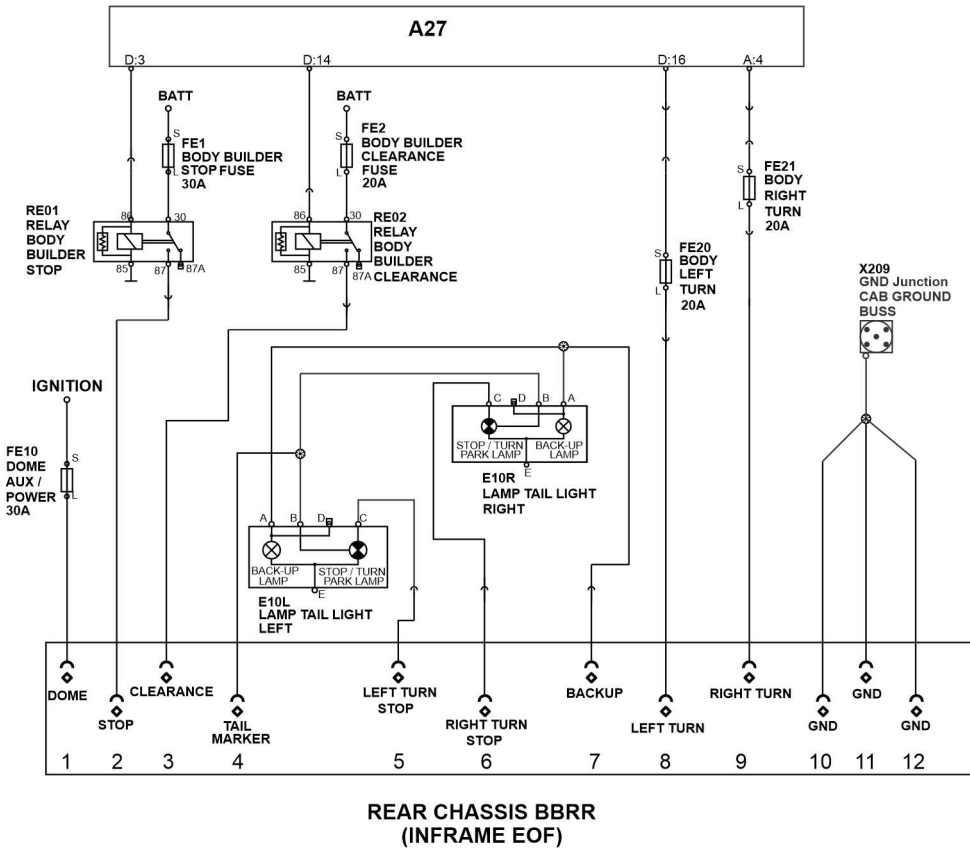 A27
D:3
D:14
D:16
A:4
BATT
BATT
S
FE1
BODY BUILDER
STOP FUSE
30A
L
S
FE2
BODY BUILDER
CLEARANCE
FUSE
20A
L
S
FE21
BODY
RIGHT
TURN
20A
L
RE01
RELAY
BODY
BUILDER
STOP
86
30
85
87
87A
86
30
85
87
87A
RE02
RELAY
BODY
BUILDER
CLEARANCE
S
FE20
BODY
LEFT
TURN
20A
L
X209
GND Junction
CAB GROUND
BUSS
IGNITION
FE10
DOME
AUX /
POWER
30A
S
L
C
D
B
A
STOP / TURN
PARK LAMP
BACK-UP
LAMP
E
E10R
LAMP TAIL LIGHT
RIGHT
A
B
D
C
BACK-UP
LAMP
STOP / TURN
PARK LAMP
E
E10L
LAMP TAIL LIGHT
LEFT
DOME
STOP
CLEARANCE
TAIL
MARKER
LEFT TURN
STOP
RIGHT TURN
STOP
BACKUP
LEFT TURN
RIGHT TURN
GND
GND
GND
1 2 3 4 5 6 7 8 9 10 11 12
REAR CHASSIS BBRR
(INFRAME EOF)